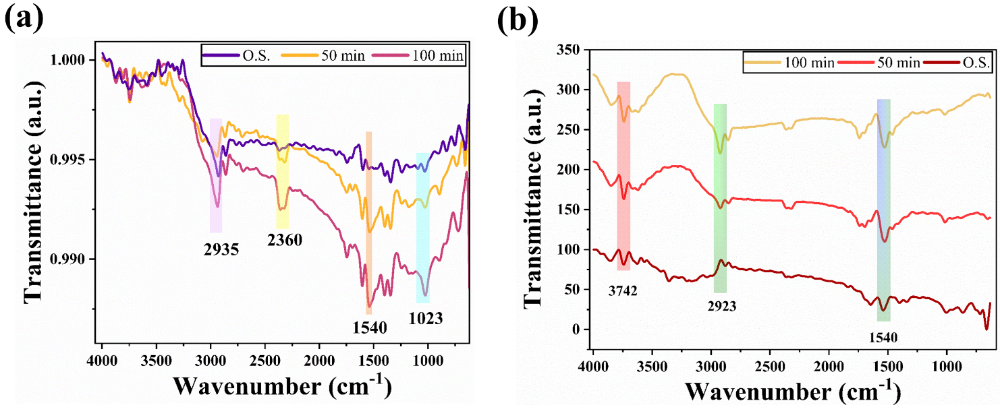 (a)
O.S. 50 min 100 min
1.000
0.995
0.990
Transmittance (a.u.)
2935
2360
1540
1023
4000 3500 3000 2500 2000 1500 1000
Wavenumber (cm-1)
(b)
100 min 50 min O.S.
350
300
250
200
150
100
50
0
Transmittance (a.u.)
3742
2923
1540
4000 3500 3000 2500 2000 1500 1000
Wavenumber (cm-1)